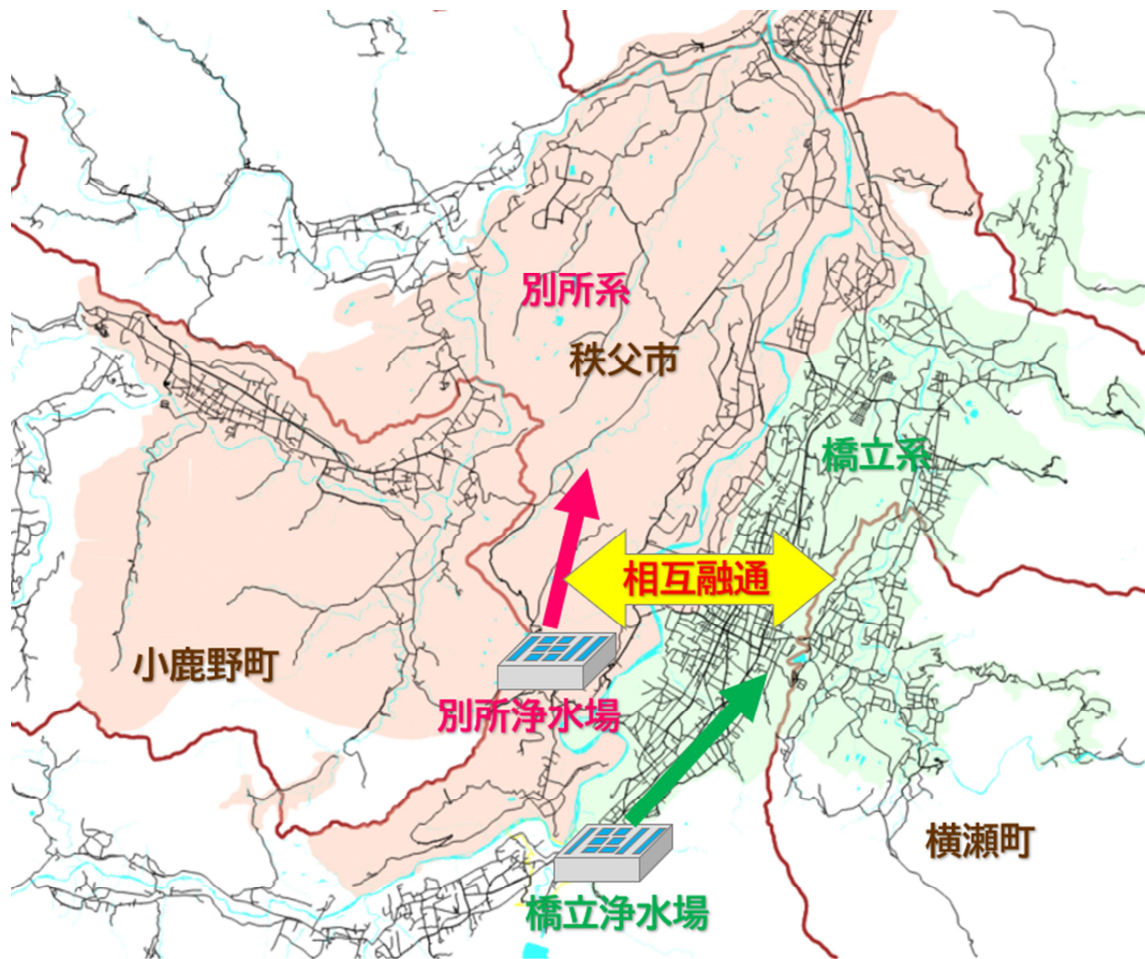 別所系
秩父市
橋立系
相互融通
小鹿野町
別所浄水場
横瀬町
橋立浄水場